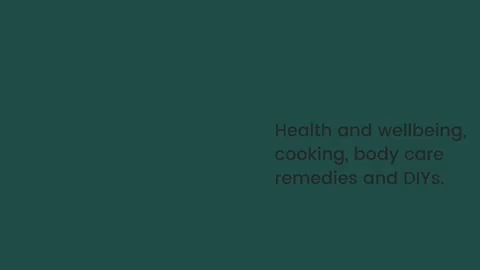 Health and wellbeing,
cooking, body care
remedies and DIYs.